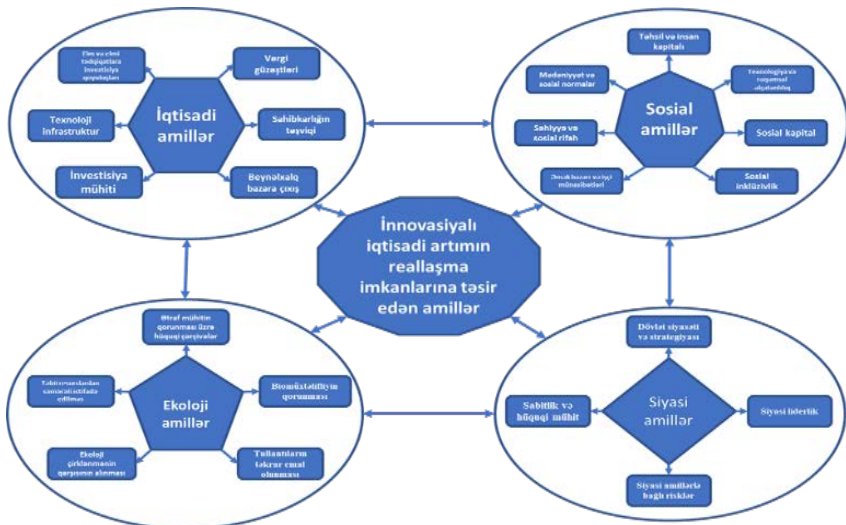 Elm və elmi
tədqiqatlara
investisiya
qoyuluşları
Vergi
güzəştləri
Texnoloji
infrastruktur
İqtisadi
amillər
Sahibkarlığın
təşviqi
İnvestisiya
mühiti
Beynəlxalq
bazara çıxış
Təhsil və insan
kapitalı
Mədəniyyət və
sosial normalar
Texnologiya və
rəqəmsal
əlçatanlıq
Səhiyyə və
sosial rifah
Sosial
amillər
Sosial kapital
Əmək bazarı və işçi
münasibətləri
Sosial
inklüzivlik
İnnovasiyalı
iqtisadi artımın
reallaşma
imkanlarına təsir
edən amillər
Ətraf mühitin
qorunması üzrə
hüquqi çərçivələr
səmərəli istifadə
edilməsi
Ekoloji
amillər
Biomüxtəlifliyin
qorunması
Ekoloji
çirklənmənin
qarşısının alınması
Tullantıların
təkrar emal
olunması
Dövlət siyasəti
və strategiyası
Sabitlik və
hüquqi mühit
Siyasi
amillər
Siyasi liderlik
Siyasi amillərlə
bağlı risklər